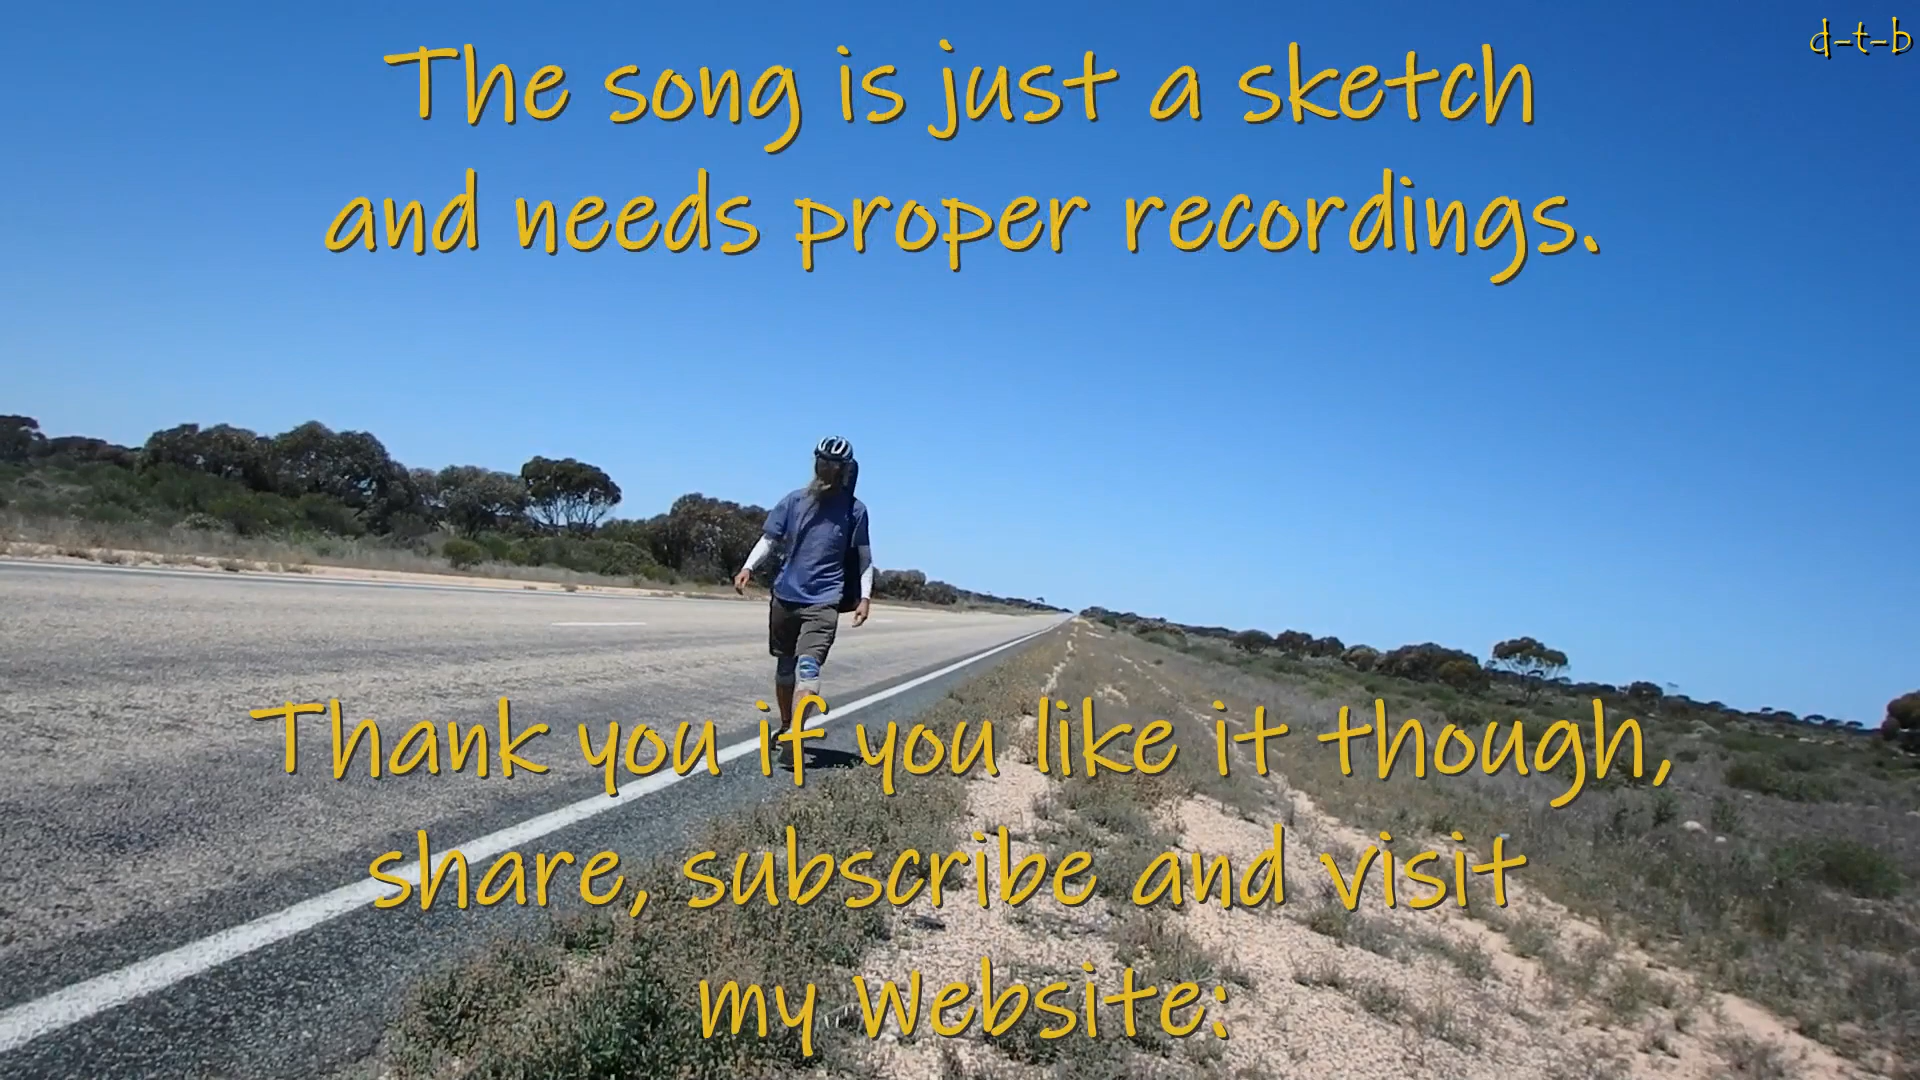 d-t-b
The song is just a sketch
and needs proper recordings.
Thank you if you like it though,
share, subscribe and visit
my Website: